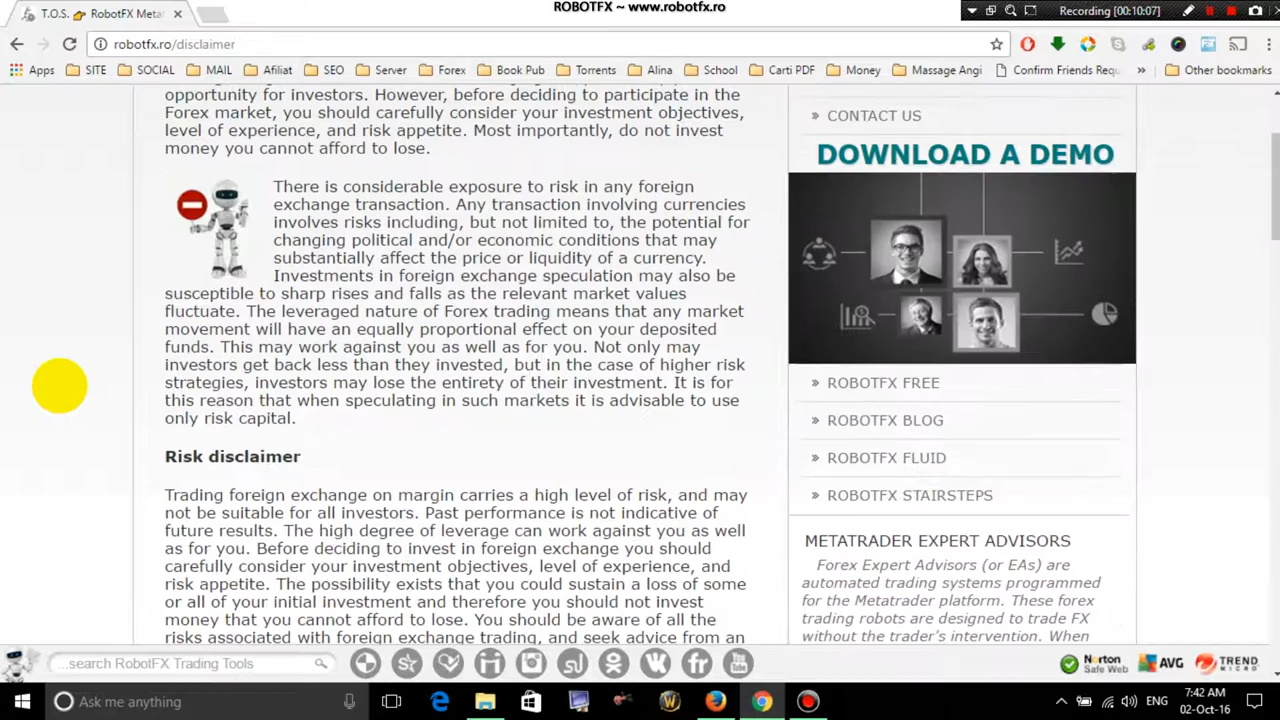 ROBOTFX ~ www.robotfx.ro
T.O.S. 👉 RobotFX Meta
Recording [00:10:07]
robotfx.ro/disclaimer
Apps SITE SOCIAL MAIL Afiliat SEO Server Forex Book Pub Torrents Alina School Carti PDF Money Massage Angi Confirm Friends Requ » Other bookmarks
opportunity for investors. However, before deciding to participate in the
Forex market, you should carefully consider your investment objectives,
level of experience, and risk appetite. Most importantly, do not invest
money you cannot afford to lose.
There is considerable exposure to risk in any foreign
exchange transaction. Any transaction involving currencies
involves risks including, but not limited to, the potential for
changing political and/or economic conditions that may
substantially affect the price or liquidity of a currency.
Investments in foreign exchange speculation may also be
susceptible to sharp rises and falls as the relevant market values
fluctuate. The leveraged nature of Forex trading means that any market
movement will have an equally proportional effect on your deposited
funds. This may work against you as well as for you. Not only may
investors get back less than they invested, but in the case of higher risk
strategies, investors may lose the entirety of their investment. It is for
this reason that when speculating in such markets it is advisable to use
only risk capital.
Risk disclaimer
Trading foreign exchange on margin carries a high level of risk, and may
not be suitable for all investors. Past performance is not indicative of
future results. The high degree of leverage can work against you as well
as for you. Before deciding to invest in foreign exchange you should
carefully consider your investment objectives, level of experience, and
risk appetite. The possibility exists that you could sustain a loss of some
or all of your initial investment and therefore you should not invest
money that you cannot afford to lose. You should be aware of all the
risks associated with foreign exchange trading, and seek advice from an
» CONTACT US
DOWNLOAD A DEMO
» ROBOTFX FREE
» ROBOTFX BLOG
» ROBOTFX FLUID
» ROBOTFX STAIRSTEPS
METATRADER EXPERT ADVISORS
Forex Expert Advisors (or EAs) are
automated trading systems programmed
for the Metatrader platform. These forex
trading robots are designed to trade FX
without the trader's intervention. When
...search RobotFX Trading Tools
Norton Safe Web AVG TREND MICRO
Ask me anything
ENG
7:42 AM
02-Oct-16